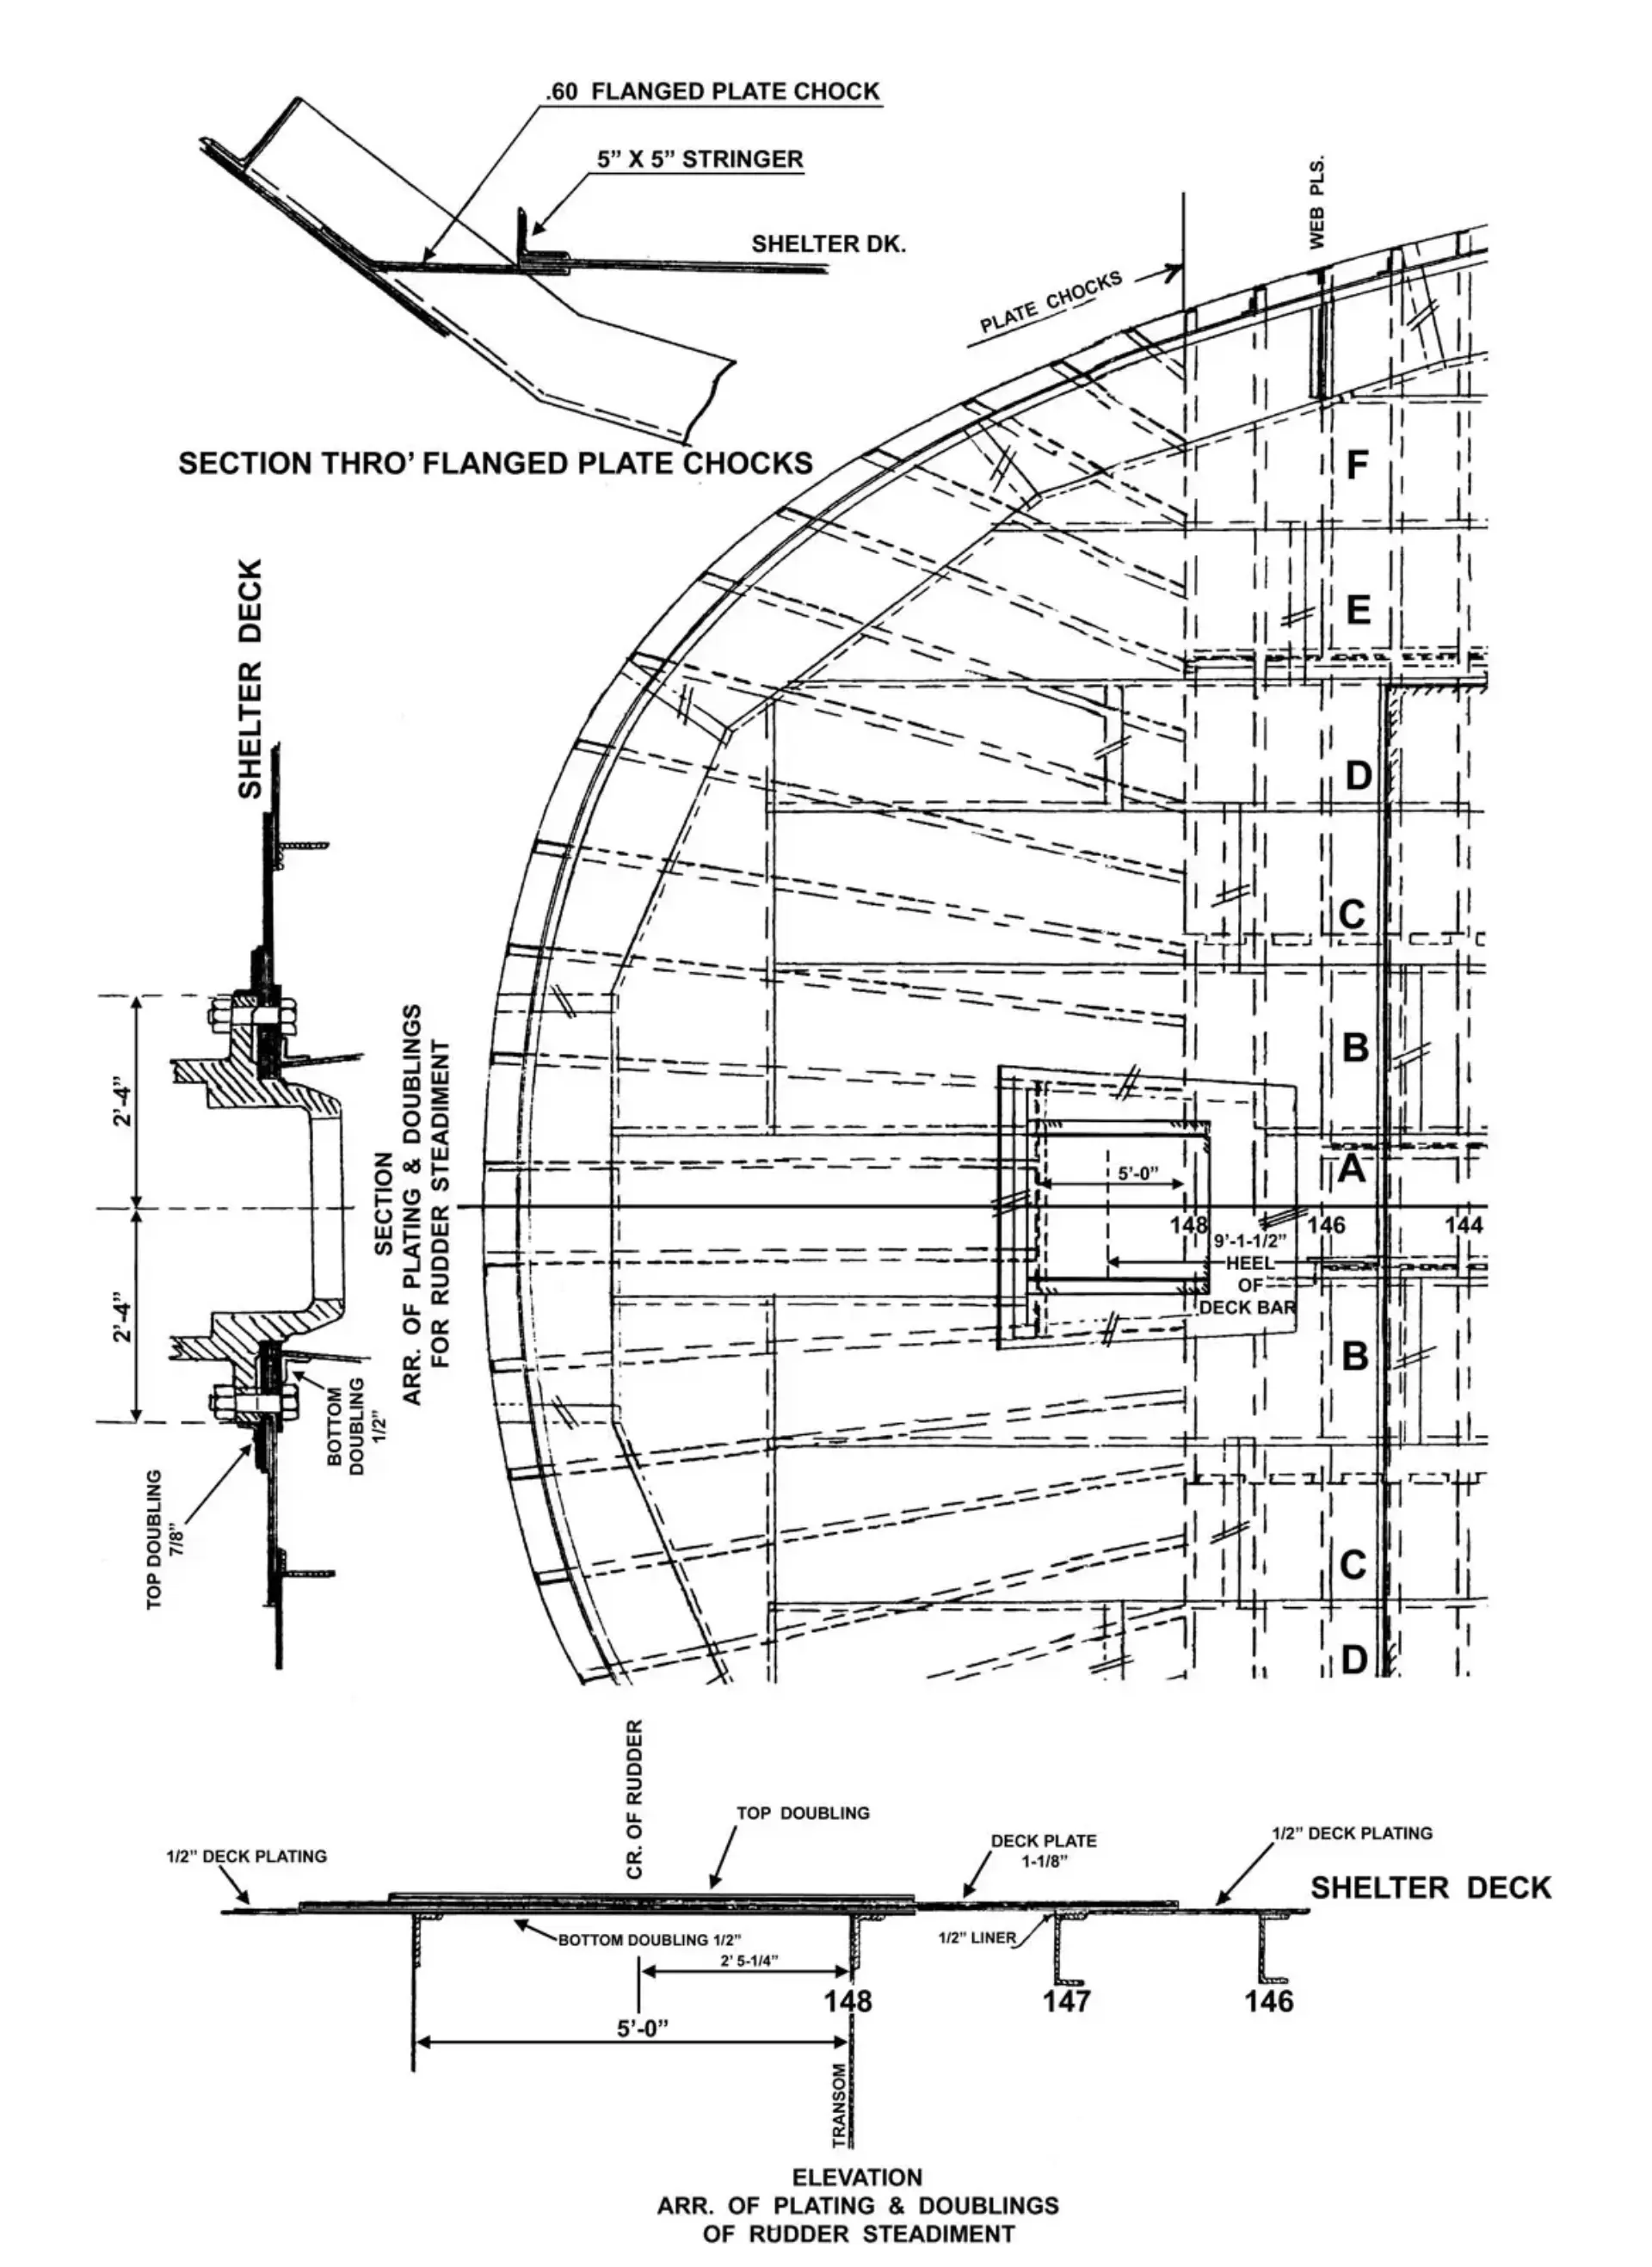 .60 FLANGED PLATE CHOCK
5” X 5” STRINGER
SHELTER DK.
SECTION THRO’ FLANGED PLATE CHOCKS
WEB PLS.
PLATE CHOCKS
F
E
D
C
B
A
B
C
D
5’-0”
148
146
144
9’-1-1/2”
HEEL
OF
DECK BAR
SHELTER DECK
2’-4”
2’-4”
TOP DOUBLING
7/8”
BOTTOM
DOUBLING
1/2”
SECTION
ARR. OF PLATING & DOUBLINGS
FOR RUDDER STEADIMENT
CR. OF RUDDER
TOP DOUBLING
1/2” DECK PLATING
DECK PLATE
1-1/8”
1/2” DECK PLATING
SHELTER DECK
BOTTOM DOUBLING 1/2”
1/2” LINER
2’ 5-1/4”
148
147
146
5’-0”
TRANSOM
ELEVATION
ARR. OF PLATING & DOUBLINGS
OF RUDDER STEADIMENT